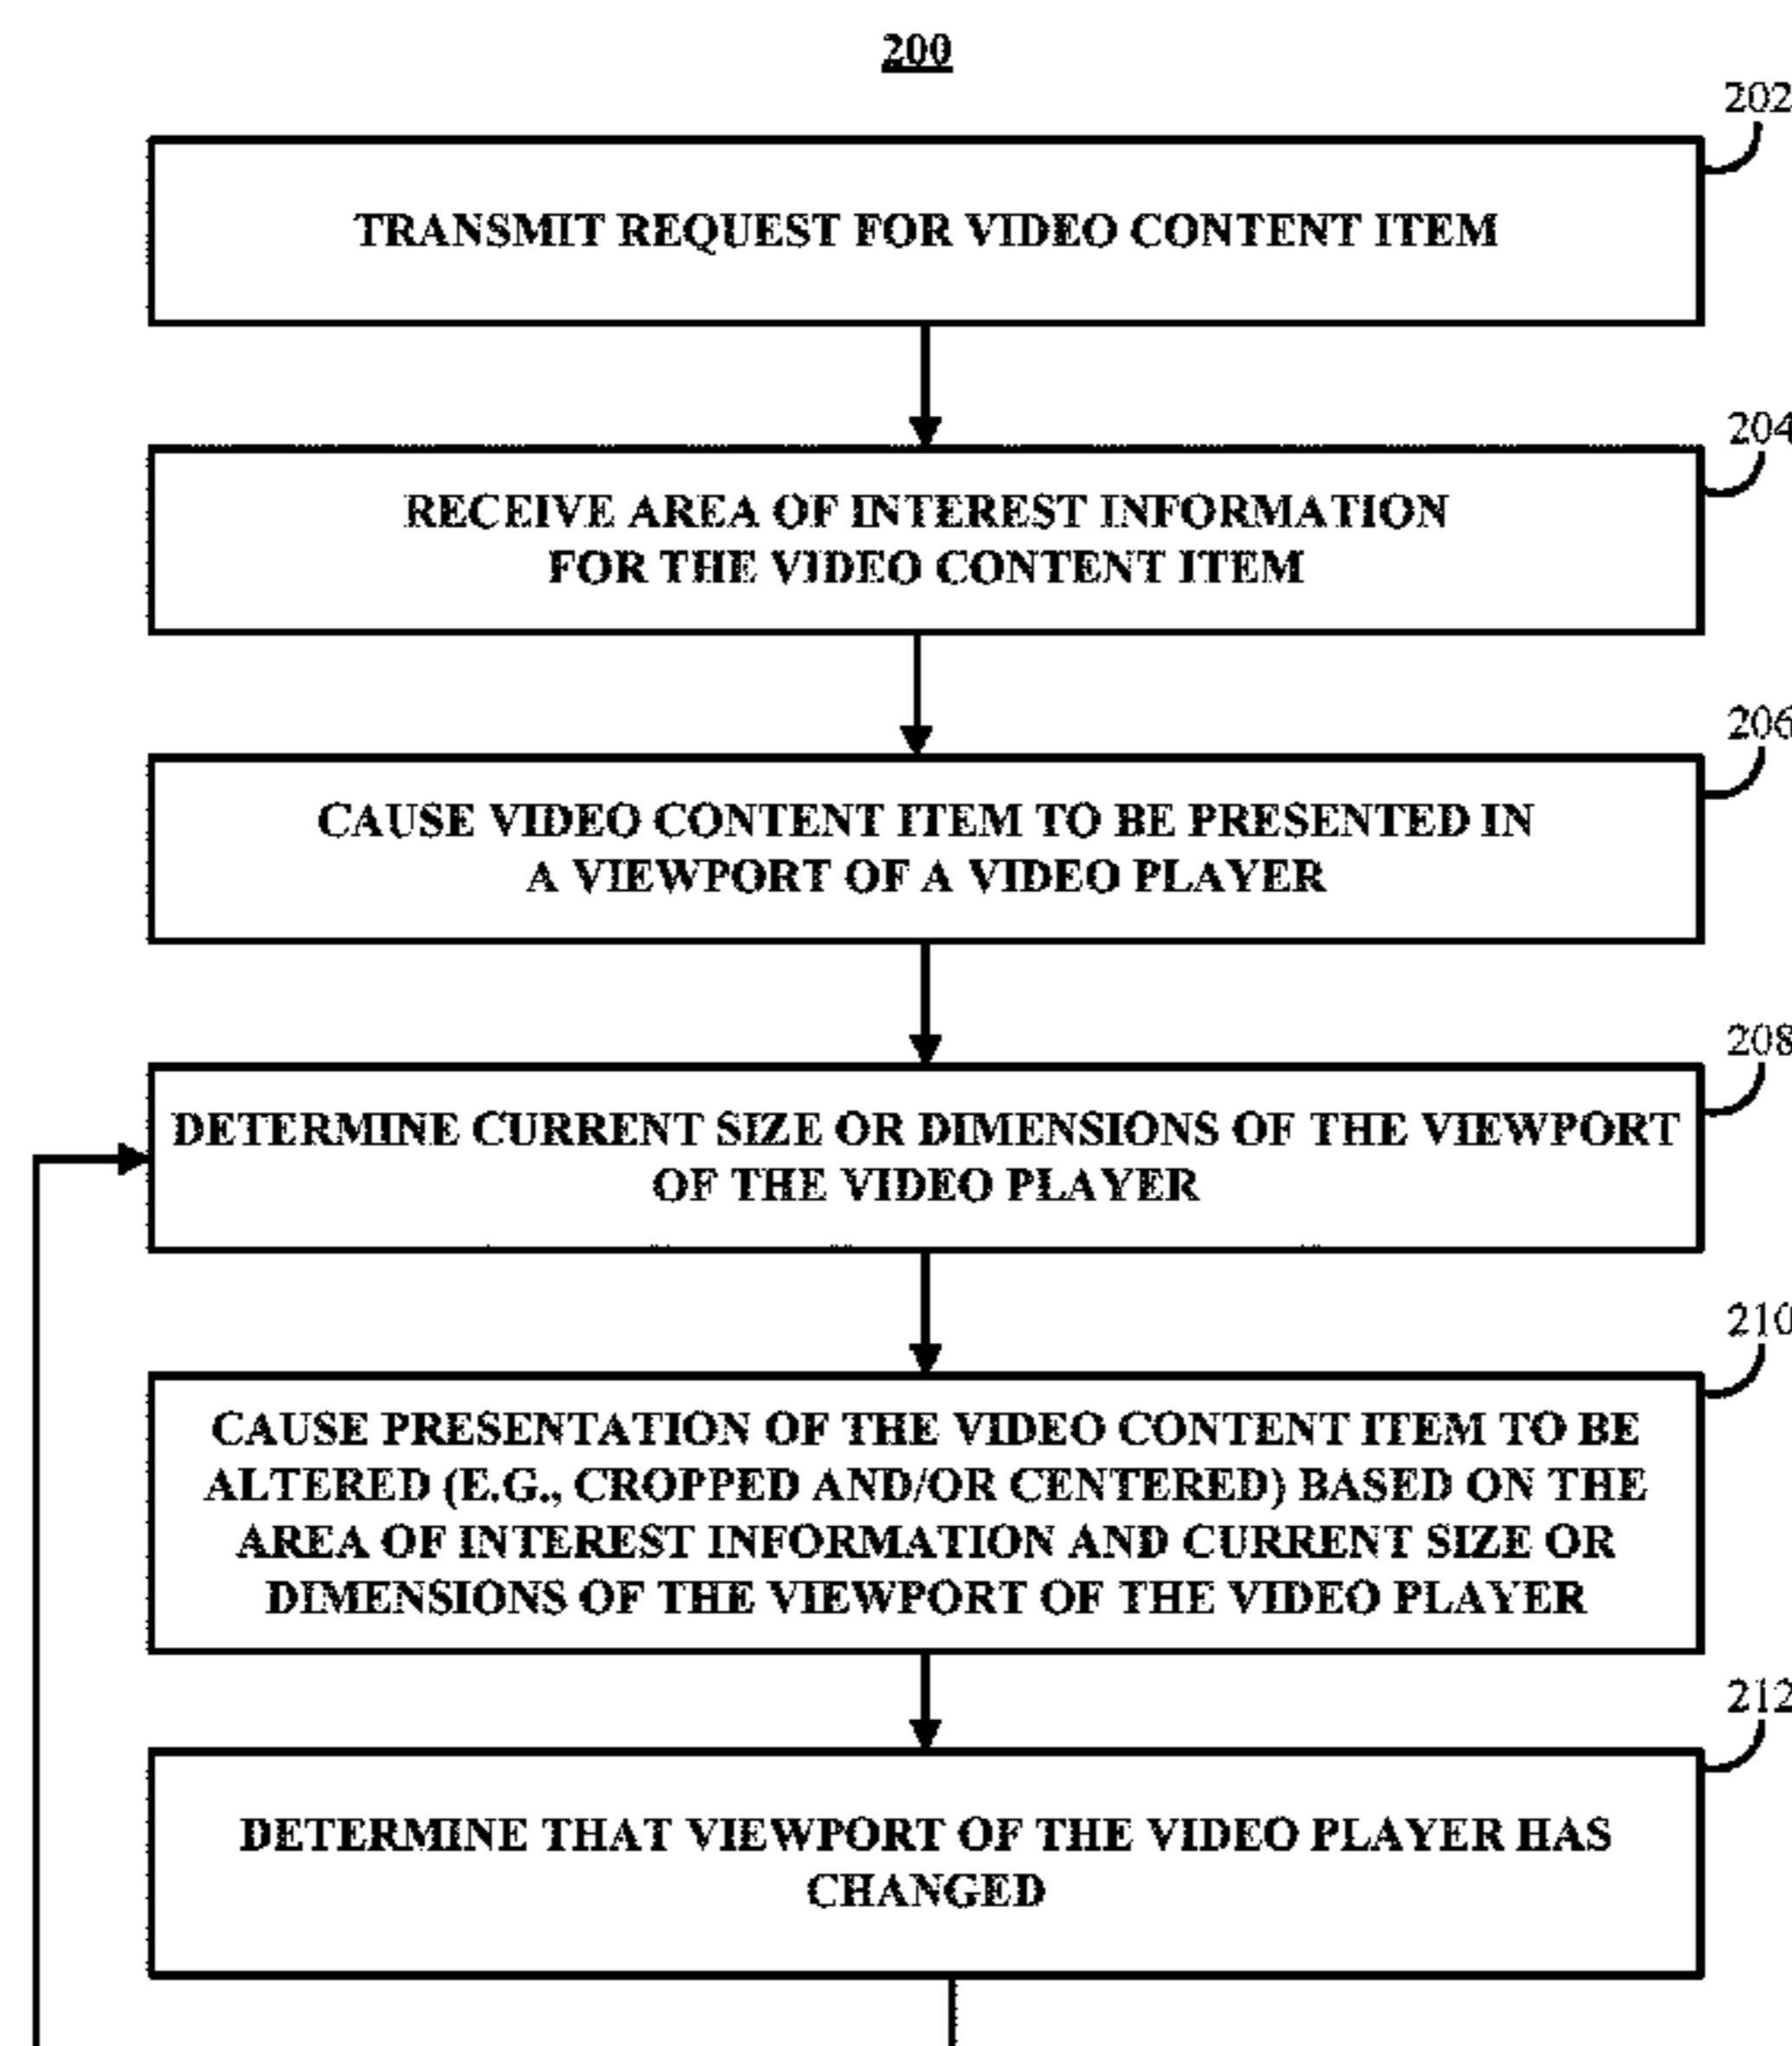 200
202
TRANSMIT REQUEST FOR VIDEO CONTENT ITEM
204
RECEIVE AREA OF INTEREST INFORMATION
FOR THE VIDEO CONTENT ITEM
206
CAUSE VIDEO CONTENT ITEM TO BE PRESENTED IN
A VIEWPORT OF A VIDEO PLAYER
208
DETERMINE CURRENT SIZE OR DIMENSIONS OF THE VIEWPORT
OF THE VIDEO PLAYER
210
CAUSE PRESENTATION OF THE VIDEO CONTENT ITEM TO BE
ALTERED (E.G., CROPPED AND/OR CENTERED) BASED ON THE
AREA OF INTEREST INFORMATION AND CURRENT SIZE OR
DIMENSIONS OF THE VIEWPORT OF THE VIDEO PLAYER
212
DETERMINE THAT VIEWPORT OF THE VIDEO PLAYER HAS
CHANGED